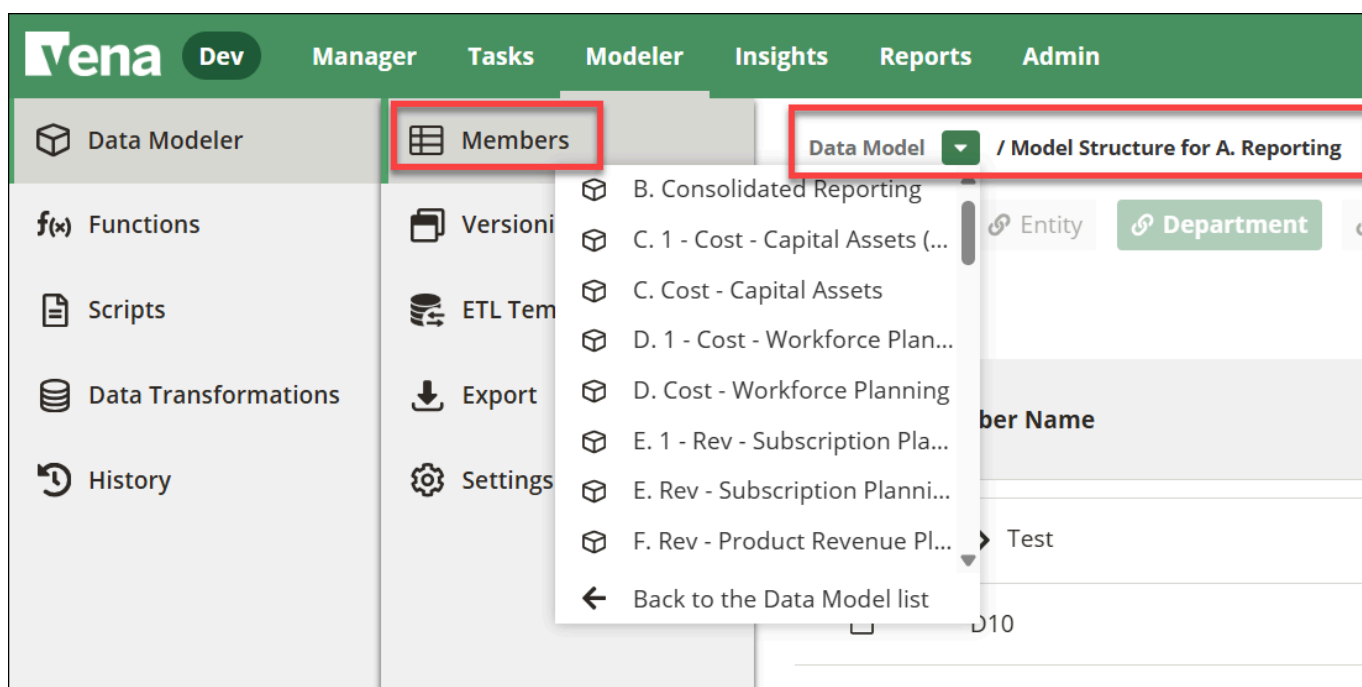 vena Dev Manager Tasks Modeler Insights Reports Admin
Data Modeler
Functions
Scripts
Data Transformations
History
Members
Versioni
ETL Tem
Export
Settings
Data Model / Model Structure for A. Reporting
Entity Department
B. Consolidated Reporting
C. 1 - Cost - Capital Assets (...
C. Cost - Capital Assets
D. 1 - Cost - Workforce Plan...
D. Cost - Workforce Planning
E. 1 - Rev - Subscription Pla...
E. Rev - Subscription Planni...
F. Rev - Product Revenue Pl...
Back to the Data Model list
ber Name
Test
D10